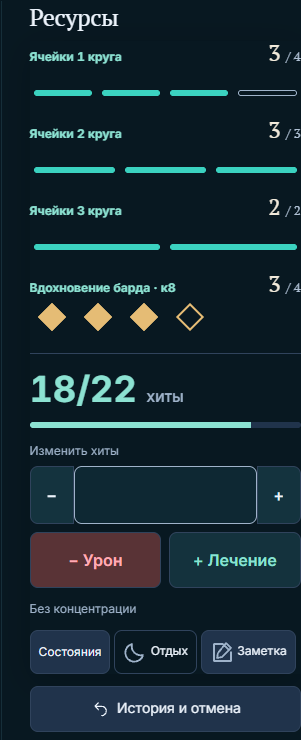 Ресурсы
Ячейки 1 круга 3 / 4
Ячейки 2 круга 3 / 3
Ячейки 3 круга 2 / 2
Вдохновение барда · к8 3 / 4
18/22 хиты
Изменить хиты
− +
− Урон + Лечение
Без концентрации
Состояния Отдых Заметка
История и отмена